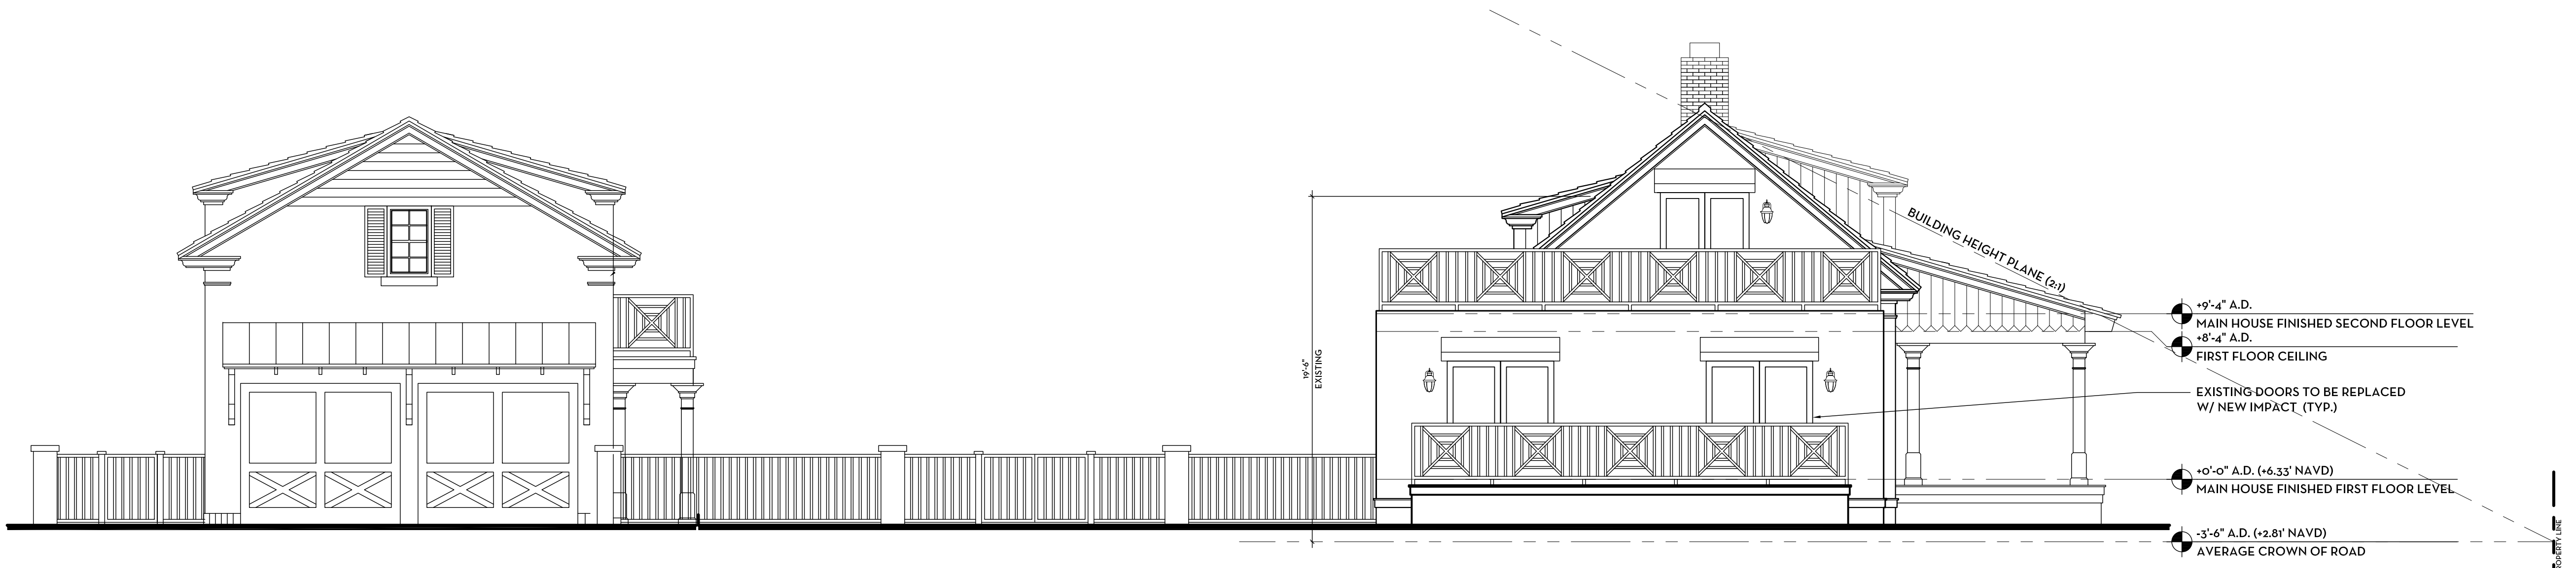 BUILDING HEIGHT PLANE (2:1)
+9'-4" A.D.
MAIN HOUSE FINISHED SECOND FLOOR LEVEL
+8'-4" A.D.
FIRST FLOOR CEILING
19'-6"
EXISTING
EXISTING DOORS TO BE REPLACED
W/ NEW IMPACT (TYP.)
+0'-0" A.D. (+6.33' NAVD)
MAIN HOUSE FINISHED FIRST FLOOR LEVEL
-3'-6" A.D. (+2.81' NAVD)
AVERAGE CROWN OF ROAD
ROPERTY LINE